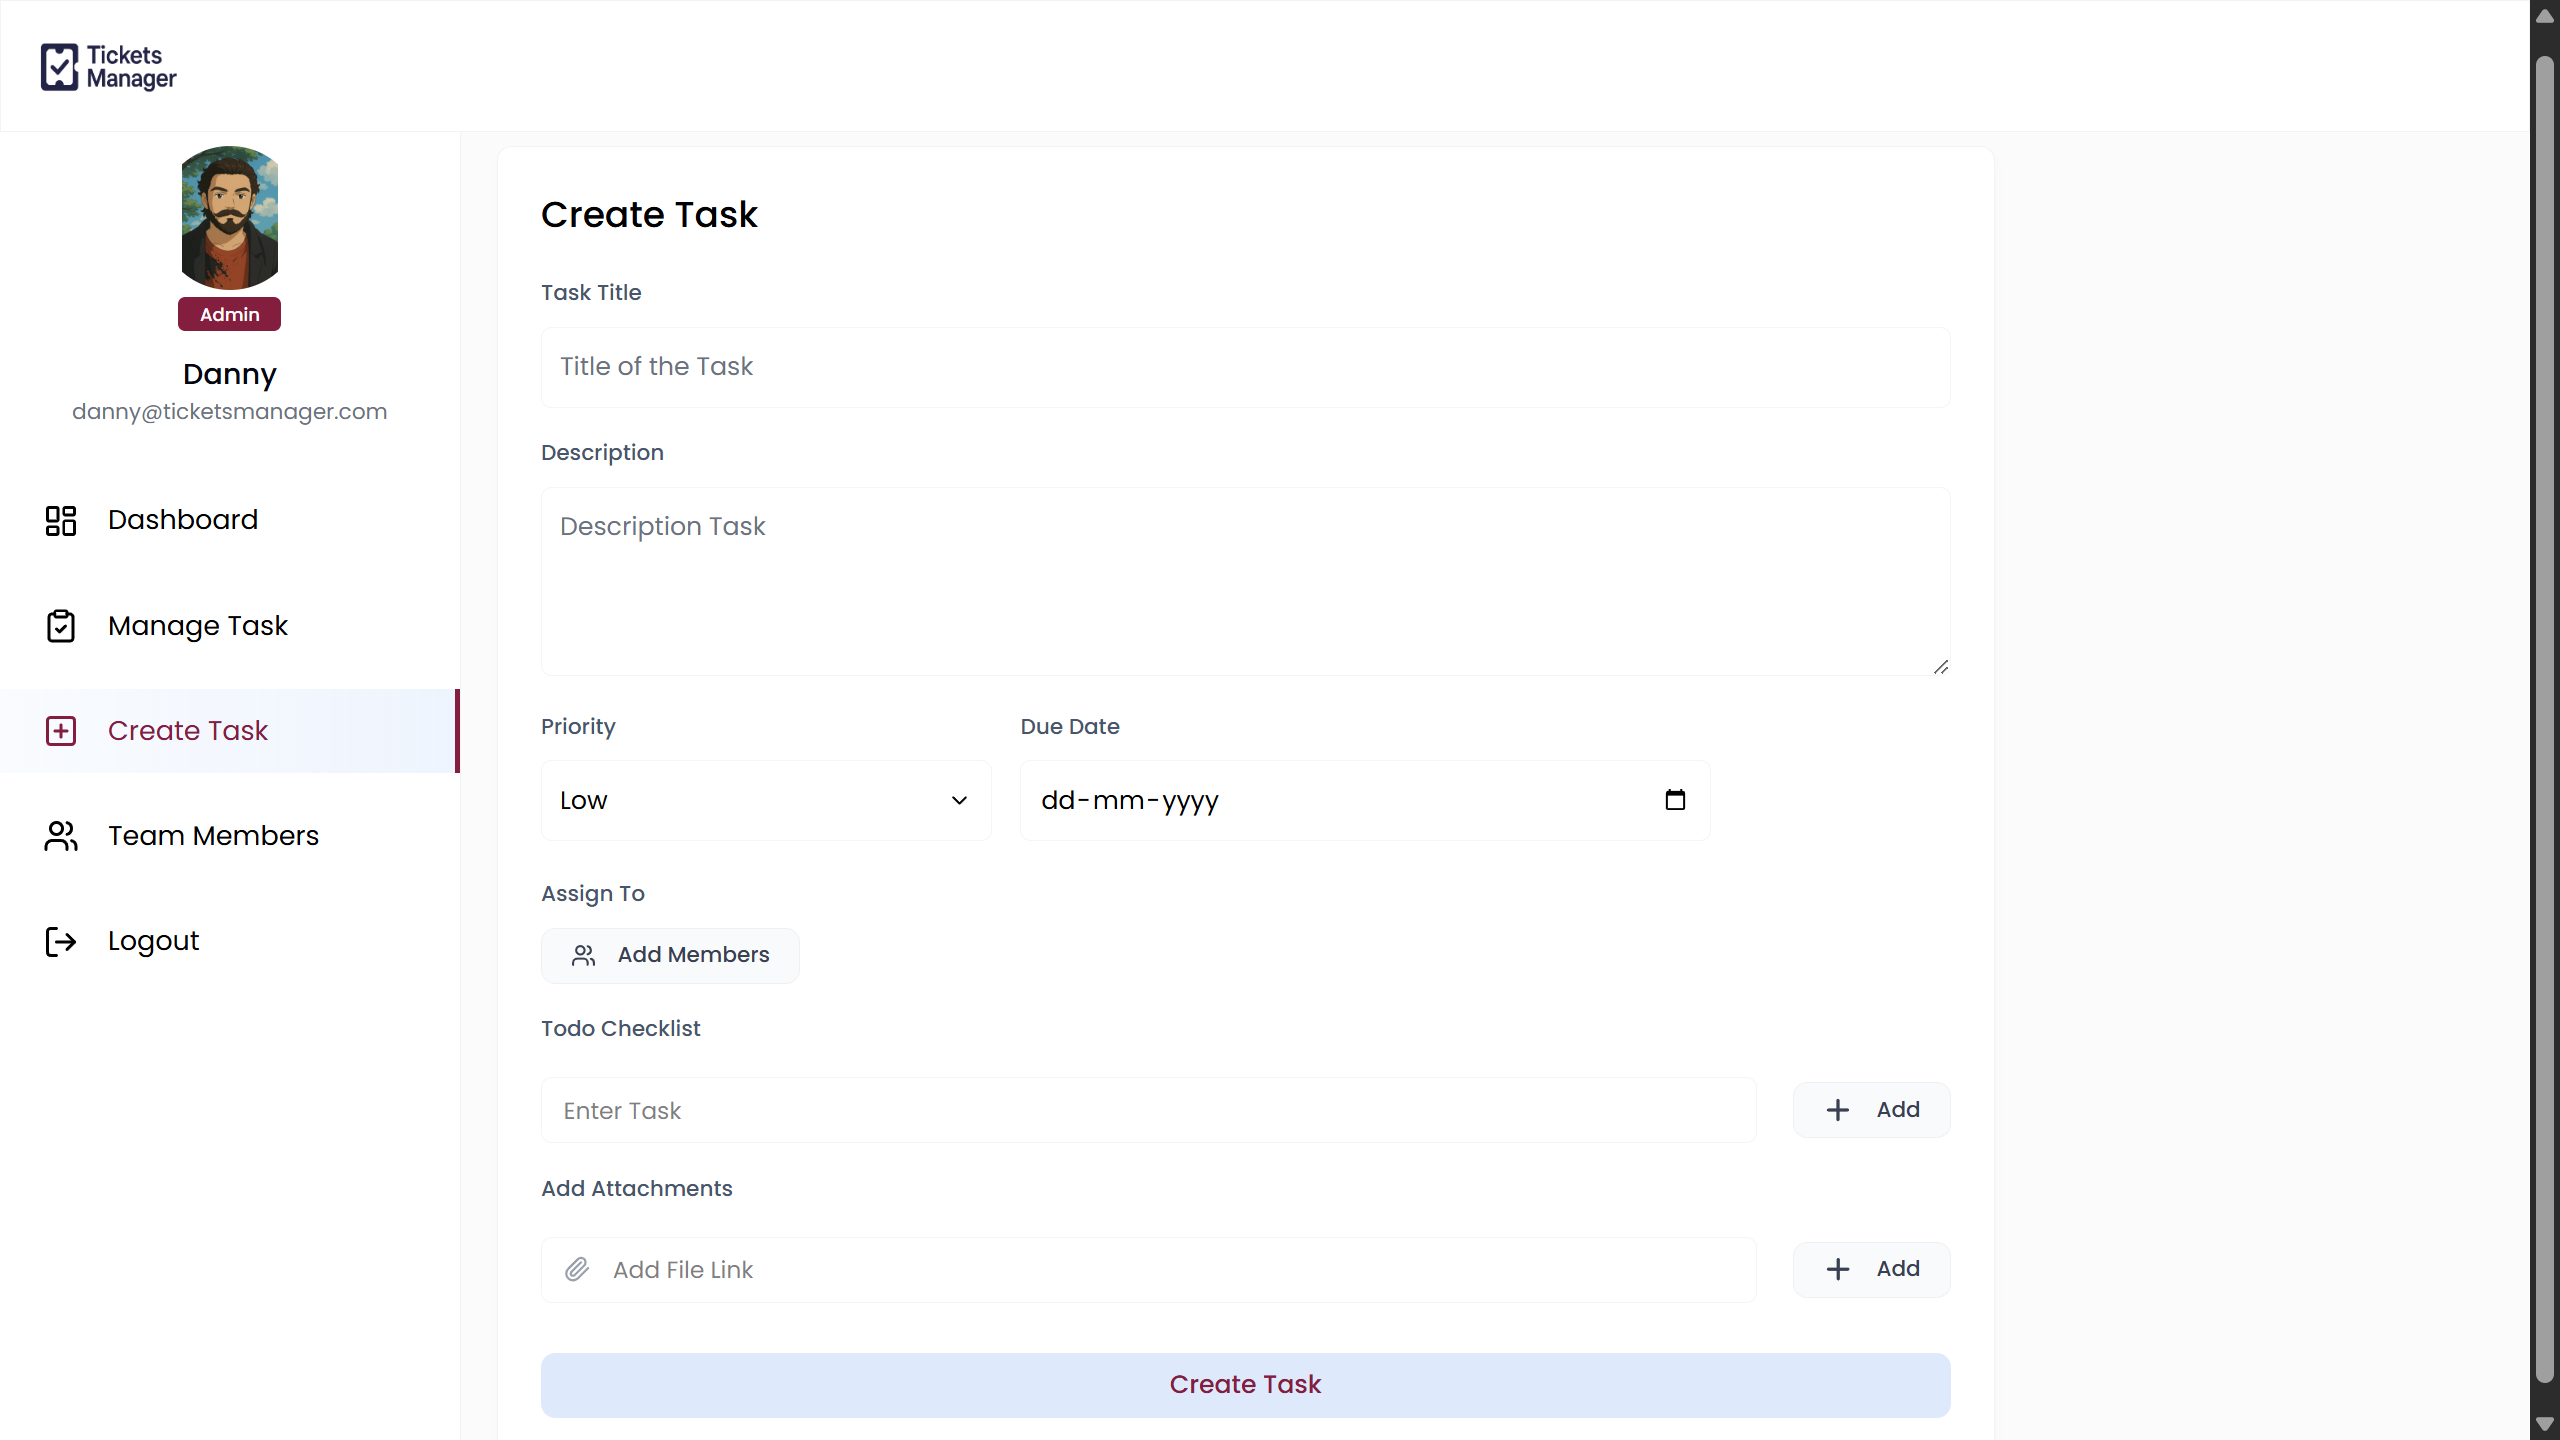 Tickets
Manager
Admin
Danny
danny@ticketsmanager.com
Dashboard
Manage Task
Create Task
Team Members
Logout
Create Task
Task Title
Title of the Task
Description
Description Task
Priority
Due Date
Low
dd-mm-yyyy
Assign To
Add Members
Todo Checklist
Enter Task
Add
Add Attachments
Add File Link
Add
Create Task